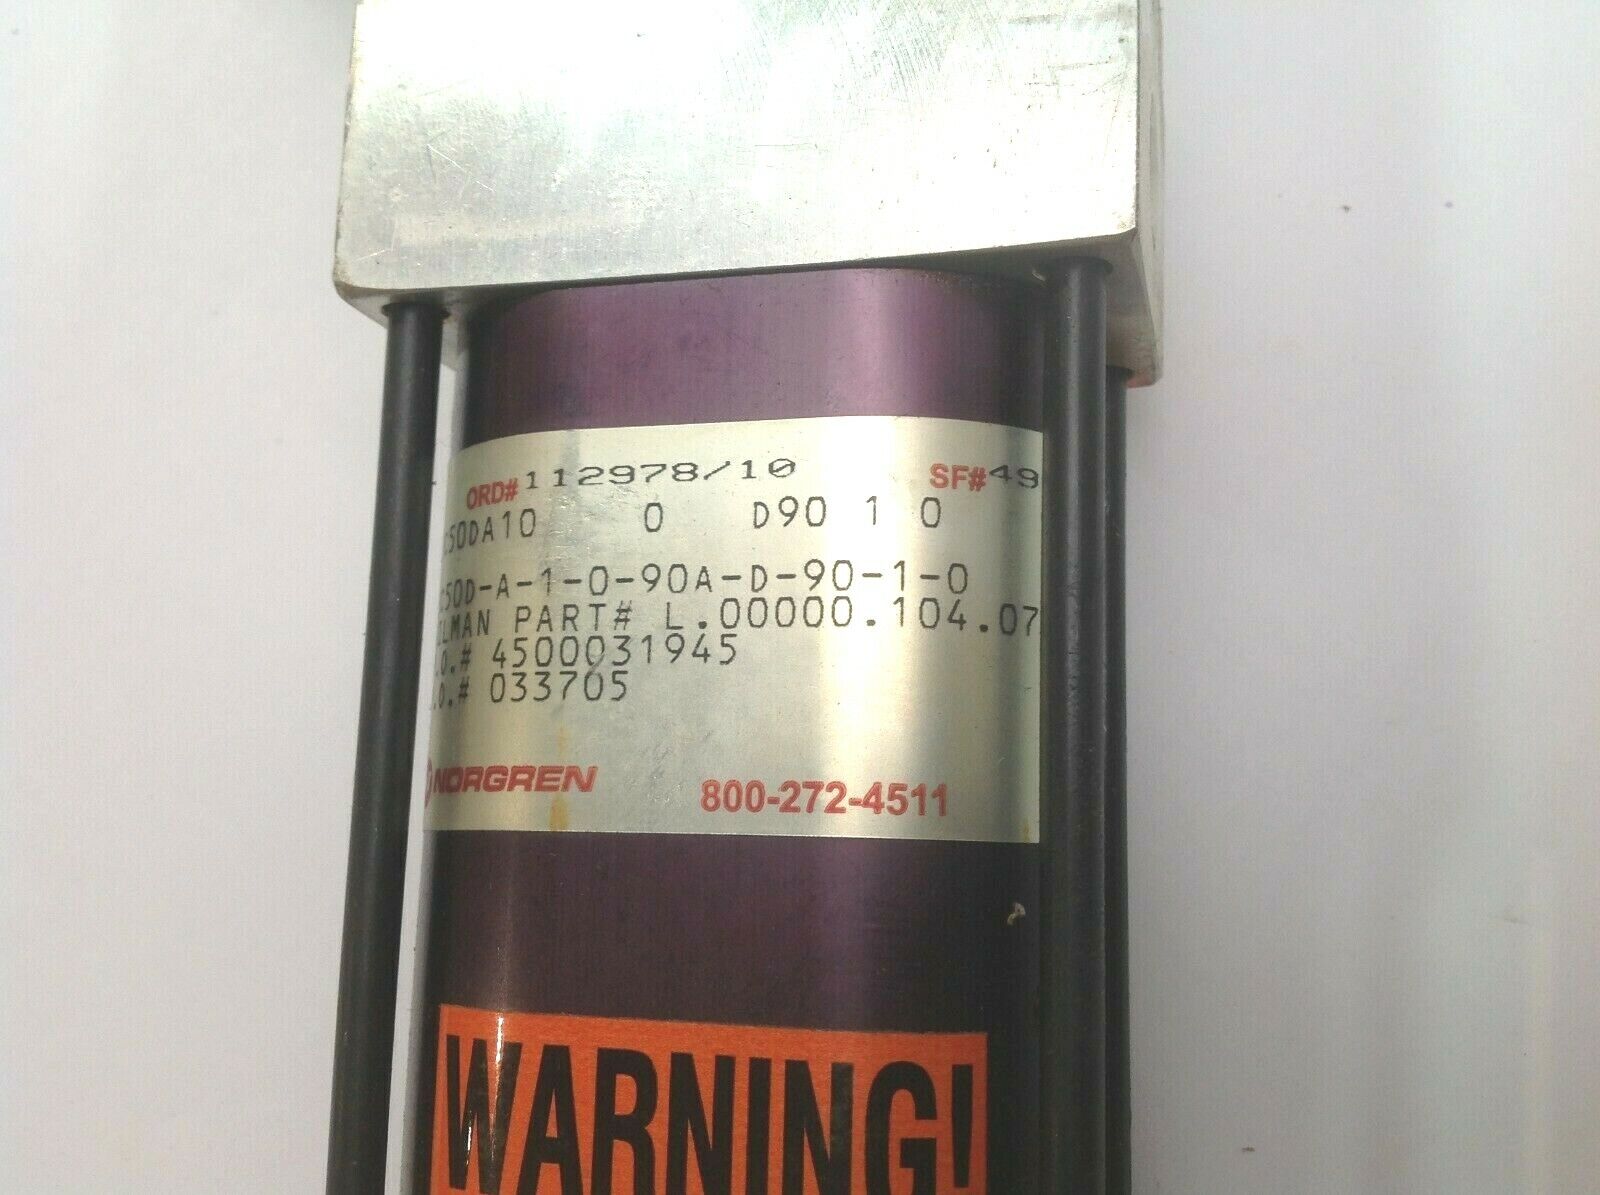 ORD# 112978/10 SF# 49
50DA10 0 D90 1 0
50D-A-1-0-90A-D-90-1-0
LMAN PART# L.00000.104.07
.O.# 4500031945
.O.# 033705
NORGREN 800-272-4511
WARNING!